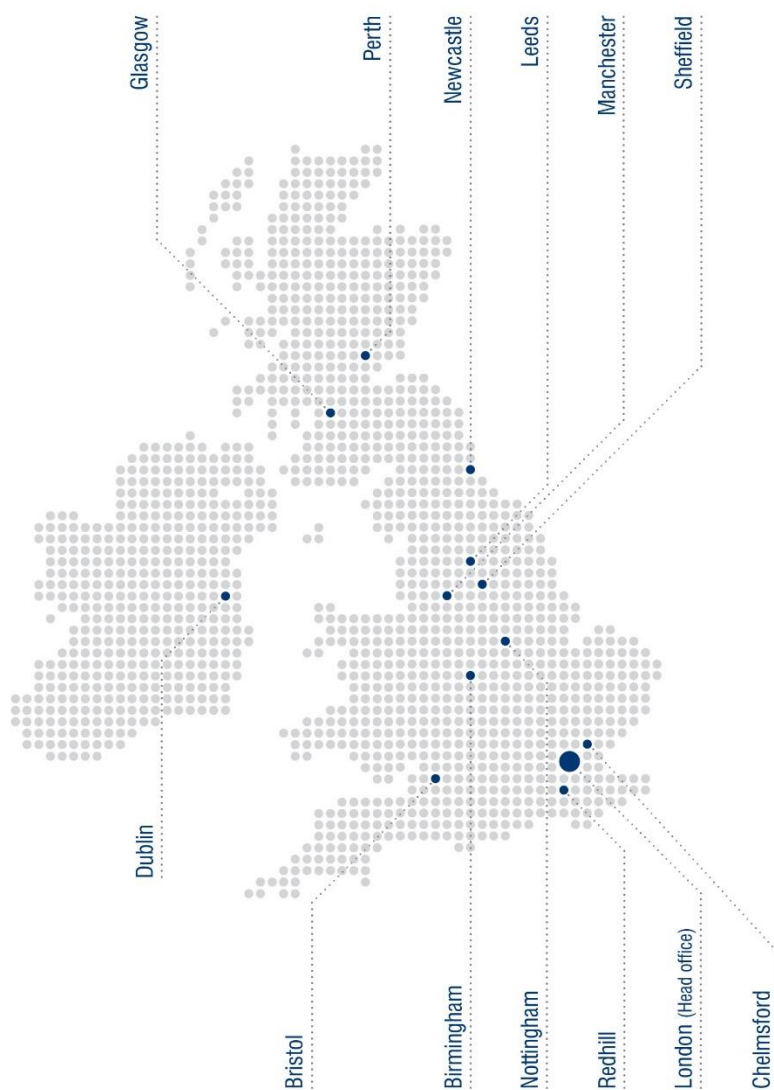 Glasgow
Perth
Newcastle
Leeds
Manchester
Sheffield
Dublin
Bristol
Birmingham
Nottingham
Redhill
London (Head office)
Chelmsford